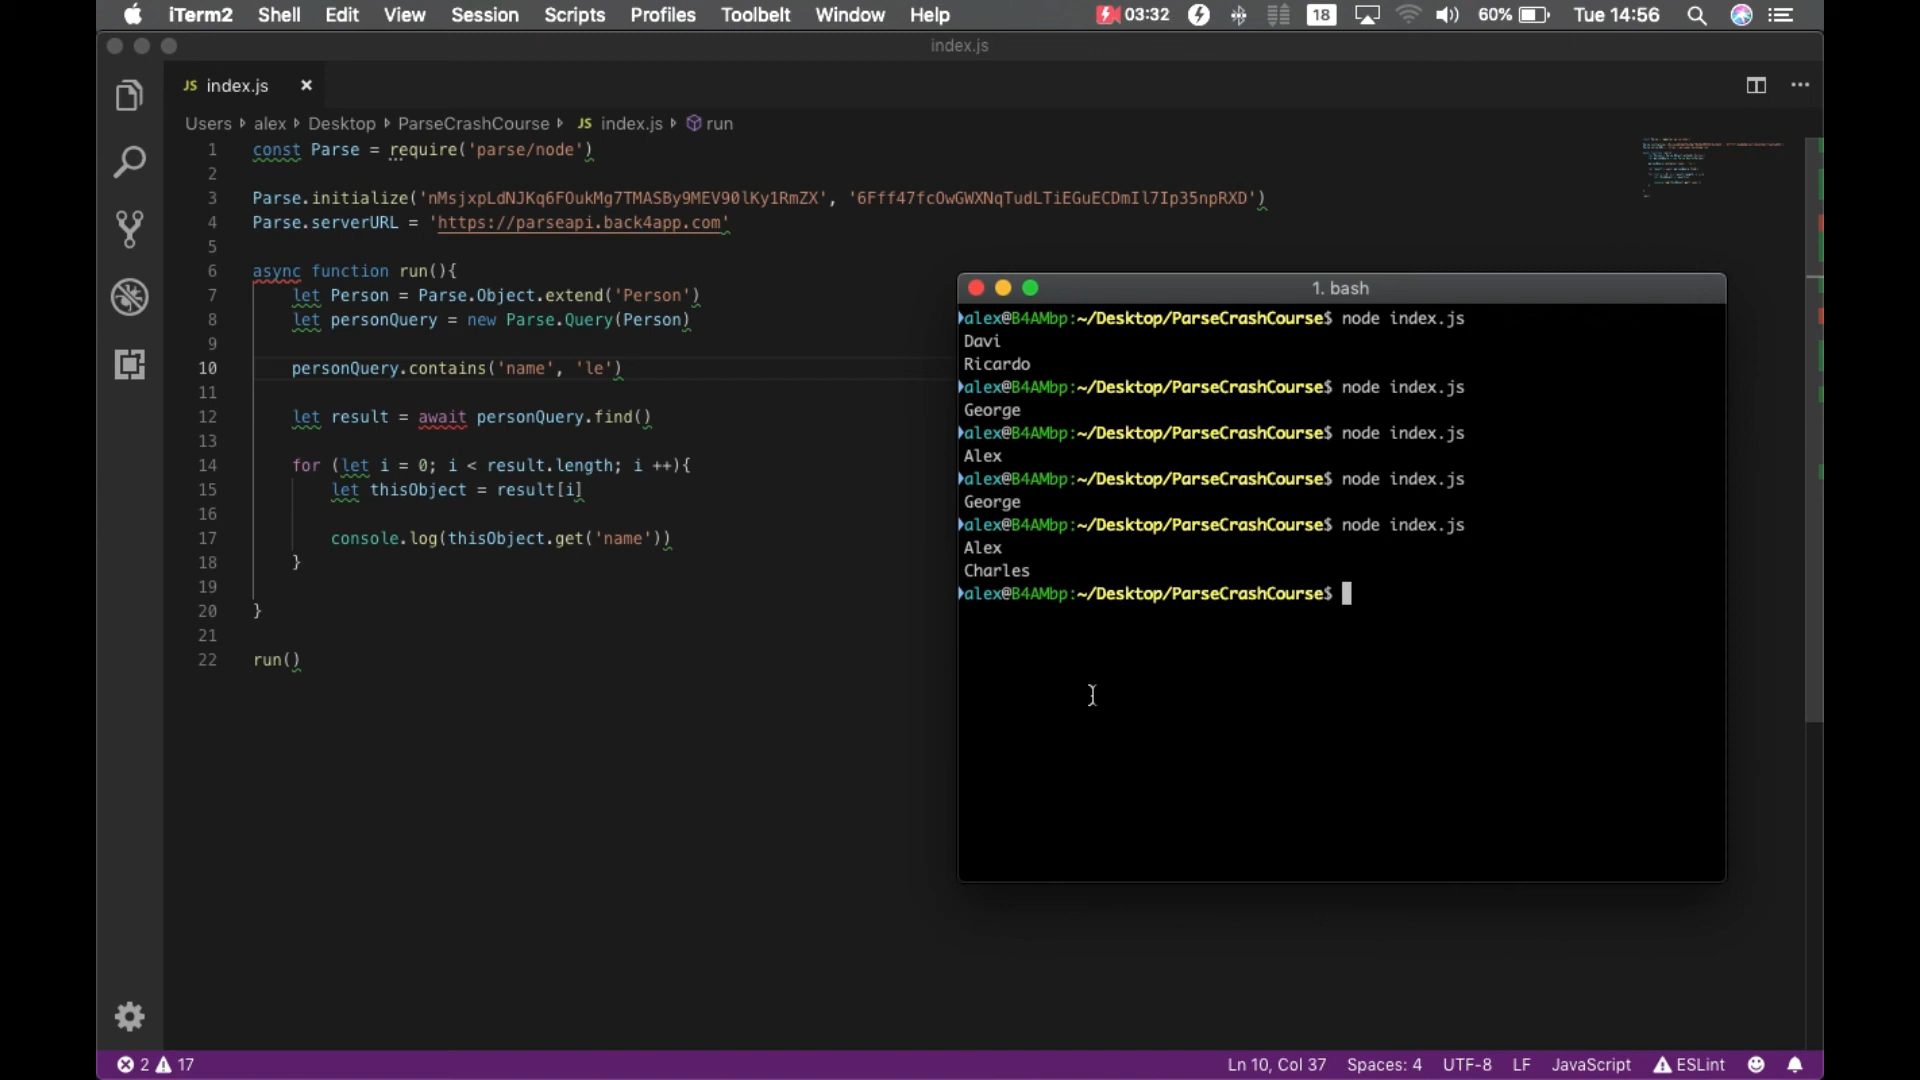 iTerm2 Shell Edit View Session Scripts Profiles Toolbelt Window Help 03:32 18 60% Tue 14:56
index.js
JS index.js
Users alex Desktop ParseCrashCourse JS index.js run
1 const Parse = require('parse/node')
2
3 Parse.initialize('nMsjxpLdNJKq6FOukMg7TMASBy9MEV90lKy1RmZX', '6Fff47fcOwGWXNqTudLTiEGuECDmIl7Ip35npRXD')
4 Parse.serverURL = 'https://parseapi.back4app.com'
5
6 async function run(){
7 let Person = Parse.Object.extend('Person')
8 let personQuery = new Parse.Query(Person)
9
10 personQuery.contains('name', 'le')
11
12 let result = await personQuery.find()
13
14 for (let i = 0; i < result.length; i ++){
15 let thisObject = result[i]
16
17 console.log(thisObject.get('name'))
18 }
19
20 }
21
22 run()
1. bash
alex@B4AMbp:~/Desktop/ParseCrashCourse$ node index.js
Davi
Ricardo
alex@B4AMbp:~/Desktop/ParseCrashCourse$ node index.js
George
alex@B4AMbp:~/Desktop/ParseCrashCourse$ node index.js
Alex
alex@B4AMbp:~/Desktop/ParseCrashCourse$ node index.js
George
alex@B4AMbp:~/Desktop/ParseCrashCourse$ node index.js
Alex
Charles
alex@B4AMbp:~/Desktop/ParseCrashCourse$
2 17 Ln 10, Col 37 Spaces: 4 UTF-8 LF JavaScript ESLint